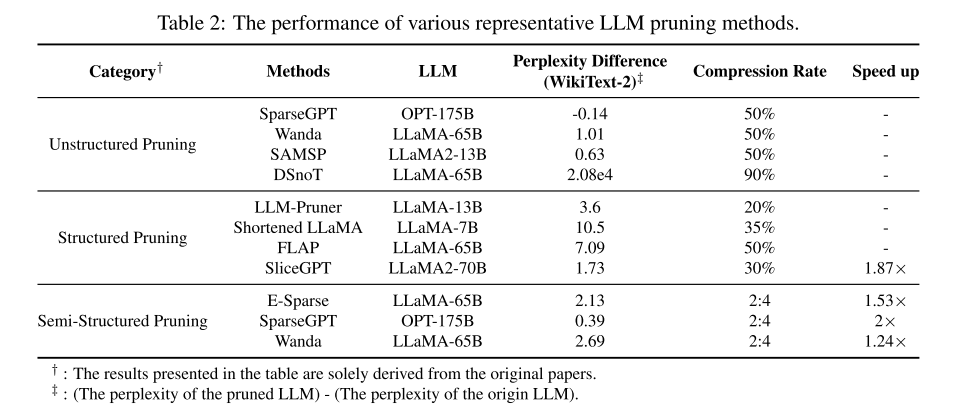 Table 2: The performance of various representative LLM pruning methods.
Category† Methods LLM Perplexity Difference (WikiText-2)‡ Compression Rate Speed up
Unstructured Pruning
SparseGPT OPT-175B -0.14 50% -
Wanda LLaMA-65B 1.01 50% -
SAMSP LLaMA2-13B 0.63 50% -
DSnoT LLaMA-65B 2.08e4 90% -
Structured Pruning
LLM-Pruner LLaMA-13B 3.6 20% -
Shortened LLaMA LLaMA-7B 10.5 35% -
FLAP LLaMA-65B 7.09 50% -
SliceGPT LLaMA2-70B 1.73 30% 1.87×
Semi-Structured Pruning
E-Sparse LLaMA-65B 2.13 2:4 1.53×
SparseGPT OPT-175B 0.39 2:4 2×
Wanda LLaMA-65B 2.69 2:4 1.24×
† : The results presented in the table are solely derived from the original papers.
‡ : (The perplexity of the pruned LLM) - (The perplexity of the origin LLM).